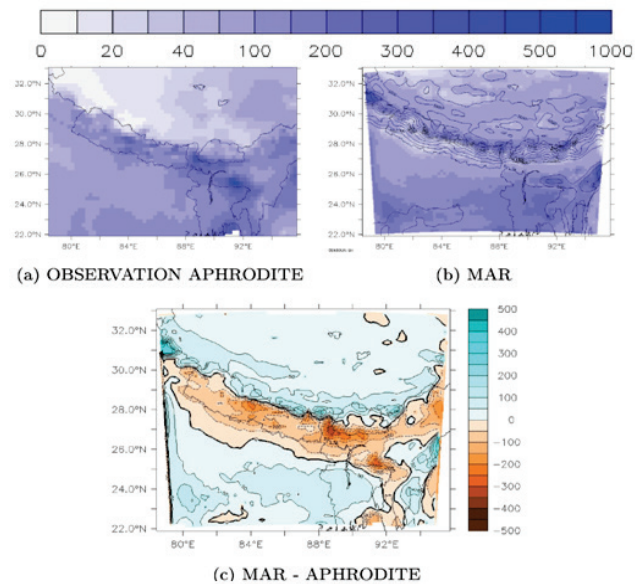 0 10 20 40 100 200 300 400 500 1000
32.0°N
30.0°N
28.0°N
26.0°N
24.0°N
22.0°N
80°E 84°E 88°E 92°E
32.0°N
30.0°N
28.0°N
26.0°N
24.0°N
22.0°N
80°E 84°E 88°E 92°E
(a) OBSERVATION APHRODITE
(b) MAR
32.0°N
30.0°N
28.0°N
26.0°N
24.0°N
22.0°N
80°E 84°E 88°E 92°E
500
400
300
200
100
0
−100
−200
−300
−400
−500
(c) MAR - APHRODITE